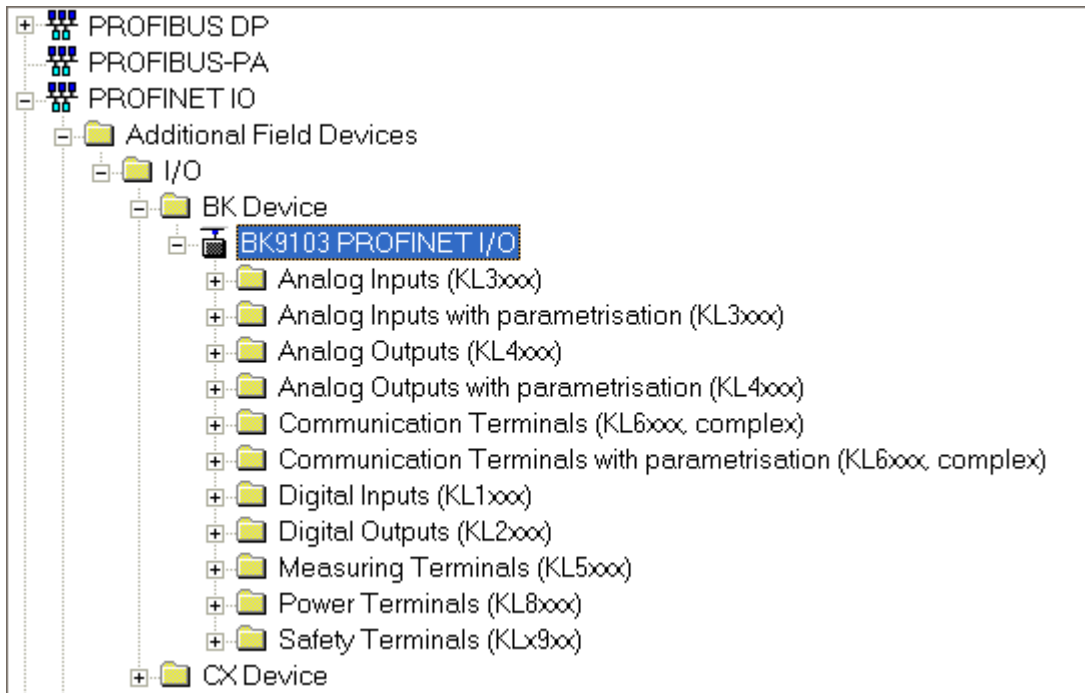 PROFIBUS DP
PROFIBUS-PA
PROFINET IO
Additional Field Devices
I/O
BK Device
BK9103 PROFINET I/O
Analog Inputs (KL3xxx)
Analog Inputs with parametrisation (KL3xxx)
Analog Outputs (KL4xxx)
Analog Outputs with parametrisation (KL4xxx)
Communication Terminals (KL6xxx, complex)
Communication Terminals with parametrisation (KL6xxx, complex)
Digital Inputs (KL1xxx)
Digital Outputs (KL2xxx)
Measuring Terminals (KL5xxx)
Power Terminals (KL8xxx)
Safety Terminals (KLx9xx)
CX Device